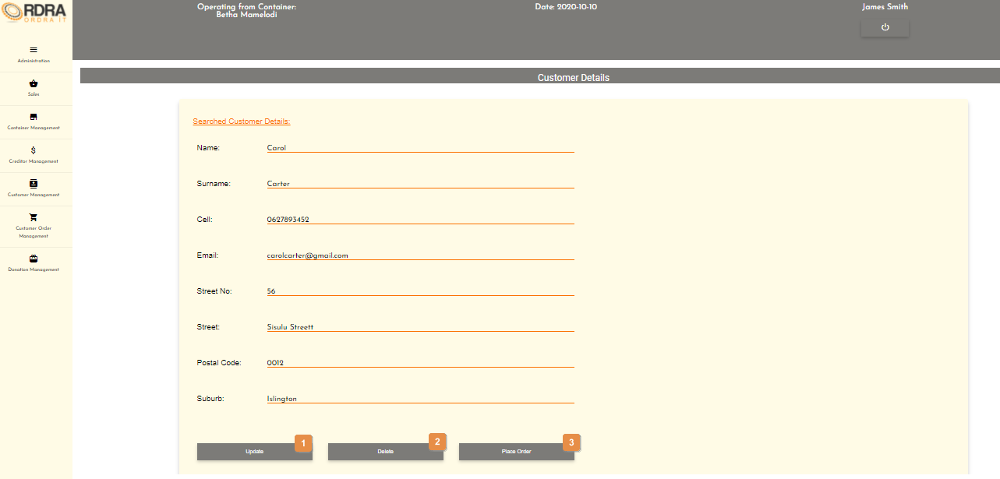 RDRA
ORDRA IT
Operating from Container:
Betha Mamelodi
Date: 2020-10-10
James Smith
Administration
Sales
Container Management
Creditor Management
Customer Management
Customer Order
Management
Donation Management
Customer Details
Searched Customer Details:
Name: Carol
Surname: Carter
Cell: 0627893452
Email: carolcarter@gmail.com
Street No: 56
Street: Sisulu Streett
Postal Code: 0012
Suburb: Islington
Update 1 Delete 2 Place Order 3